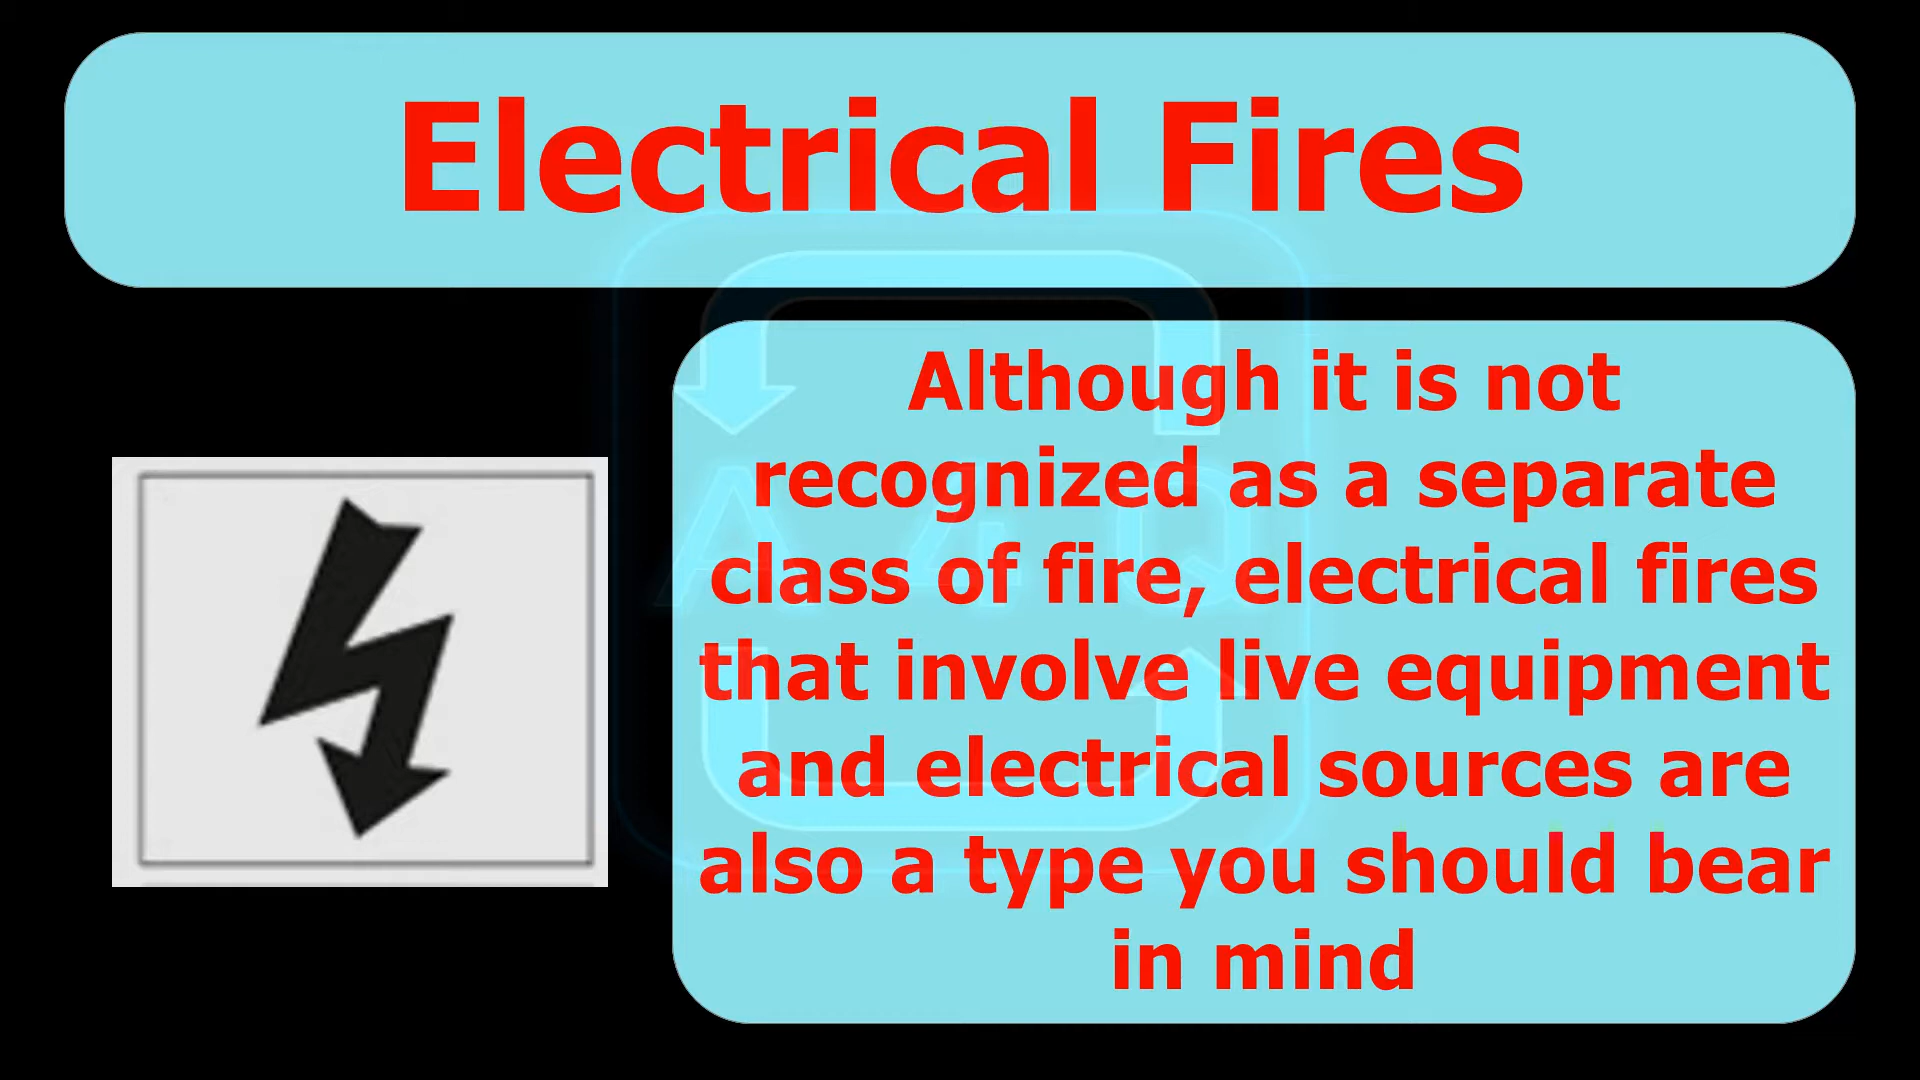 Electrical Fires
Although it is not
recognized as a separate
class of fire, electrical fires
that involve live equipment
and electrical sources are
also a type you should bear
in mind
A4Q